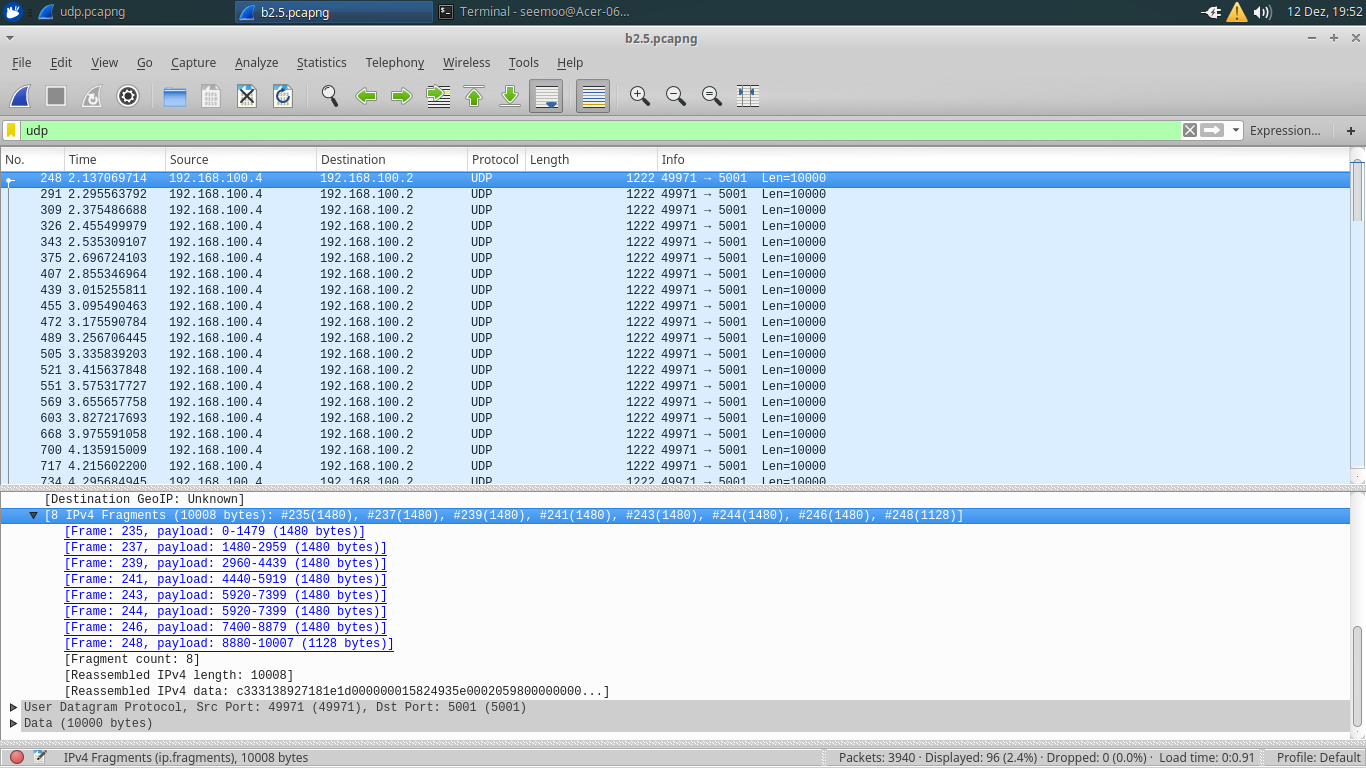 udp.pcapng b2.5.pcapng Terminal - seemoo@Acer-06... 12 Dez, 19:52
b2.5.pcapng
File Edit View Go Capture Analyze Statistics Telephony Wireless Tools Help
udp Expression... +
No. Time Source Destination Protocol Length Info
248 2.137069714 192.168.100.4 192.168.100.2 UDP 1222 49971 → 5001 Len=10000
291 2.295563792 192.168.100.4 192.168.100.2 UDP 1222 49971 → 5001 Len=10000
309 2.375486688 192.168.100.4 192.168.100.2 UDP 1222 49971 → 5001 Len=10000
326 2.455499979 192.168.100.4 192.168.100.2 UDP 1222 49971 → 5001 Len=10000
343 2.535309107 192.168.100.4 192.168.100.2 UDP 1222 49971 → 5001 Len=10000
375 2.696724103 192.168.100.4 192.168.100.2 UDP 1222 49971 → 5001 Len=10000
407 2.855346964 192.168.100.4 192.168.100.2 UDP 1222 49971 → 5001 Len=10000
439 3.015255811 192.168.100.4 192.168.100.2 UDP 1222 49971 → 5001 Len=10000
455 3.095490463 192.168.100.4 192.168.100.2 UDP 1222 49971 → 5001 Len=10000
472 3.175590784 192.168.100.4 192.168.100.2 UDP 1222 49971 → 5001 Len=10000
489 3.256706445 192.168.100.4 192.168.100.2 UDP 1222 49971 → 5001 Len=10000
505 3.335839203 192.168.100.4 192.168.100.2 UDP 1222 49971 → 5001 Len=10000
521 3.415637848 192.168.100.4 192.168.100.2 UDP 1222 49971 → 5001 Len=10000
551 3.575317727 192.168.100.4 192.168.100.2 UDP 1222 49971 → 5001 Len=10000
569 3.655657758 192.168.100.4 192.168.100.2 UDP 1222 49971 → 5001 Len=10000
603 3.827217693 192.168.100.4 192.168.100.2 UDP 1222 49971 → 5001 Len=10000
668 3.975591058 192.168.100.4 192.168.100.2 UDP 1222 49971 → 5001 Len=10000
700 4.135915009 192.168.100.4 192.168.100.2 UDP 1222 49971 → 5001 Len=10000
717 4.215602200 192.168.100.4 192.168.100.2 UDP 1222 49971 → 5001 Len=10000
734 4.295684945 192.168.100.4 192.168.100.2 UDP 1222 49971 → 5001 Len=10000
[Destination GeoIP: Unknown]
[8 IPv4 Fragments (10008 bytes): #235(1480), #237(1480), #239(1480), #241(1480), #243(1480), #244(1480), #246(1480), #248(1128)]
[Frame: 235, payload: 0-1479 (1480 bytes)]
[Frame: 237, payload: 1480-2959 (1480 bytes)]
[Frame: 239, payload: 2960-4439 (1480 bytes)]
[Frame: 241, payload: 4440-5919 (1480 bytes)]
[Frame: 243, payload: 5920-7399 (1480 bytes)]
[Frame: 244, payload: 5920-7399 (1480 bytes)]
[Frame: 246, payload: 7400-8879 (1480 bytes)]
[Frame: 248, payload: 8880-10007 (1128 bytes)]
[Fragment count: 8]
[Reassembled IPv4 length: 10008]
[Reassembled IPv4 data: c333138927181e1d000000015824935e0002059800000000...]
User Datagram Protocol, Src Port: 49971 (49971), Dst Port: 5001 (5001)
Data (10000 bytes)
IPv4 Fragments (ip.fragments), 10008 bytes Packets: 3940 · Displayed: 96 (2.4%) · Dropped: 0 (0.0%) · Load time: 0:0.91 Profile: Default